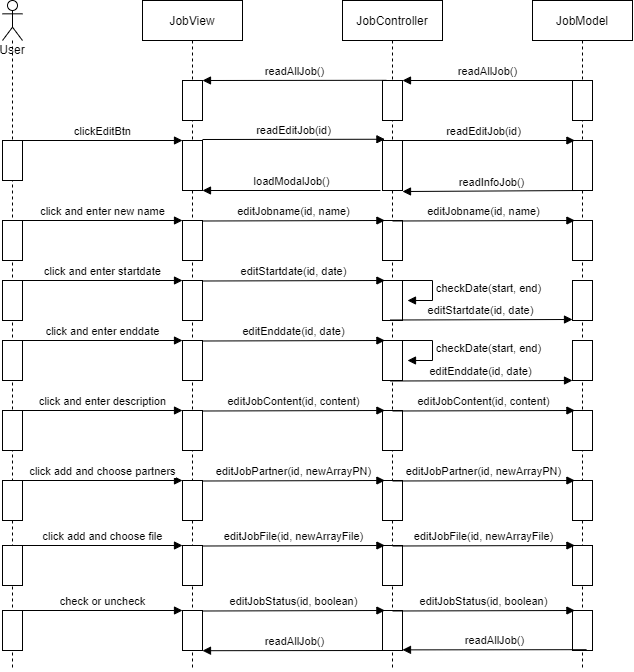 JobView
JobController
JobModel
User
readAllJob()
readAllJob()
clickEditBtn
readEditJob(id)
readEditJob(id)
loadModalJob()
readInfoJob()
click and enter new name
editJobname(id, name)
editJobname(id, name)
click and enter startdate
editStartdate(id, date)
checkDate(start, end)
editStartdate(id, date)
click and enter enddate
editEnddate(id, date)
checkDate(start, end)
editEnddate(id, date)
click and enter description
editJobContent(id, content)
editJobContent(id, content)
click add and choose partners
editJobPartner(id, newArrayPN)
editJobPartner(id, newArrayPN)
click add and choose file
editJobFile(id, newArrayFile)
editJobFile(id, newArrayFile)
check or uncheck
editJobStatus(id, boolean)
editJobStatus(id, boolean)
readAllJob()
readAllJob()